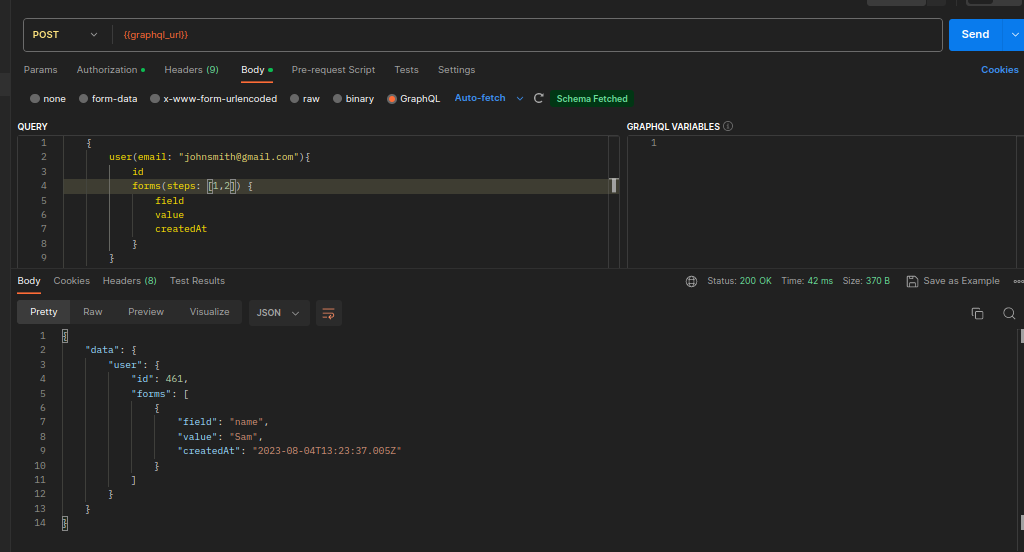 POST {{graphql_url}} Send
Params Authorization Headers (9) Body Pre-request Script Tests Settings Cookies
none form-data x-www-form-urlencoded raw binary GraphQL Auto-fetch Schema Fetched
QUERY GRAPHQL VARIABLES
1 { 1
2 user(email: "johnsmith@gmail.com"){
3 id
4 forms(steps: [1,2]) {
5 field
6 value
7 createdAt
8 }
9 }
Body Cookies Headers (8) Test Results Status: 200 OK Time: 42 ms Size: 370 B Save as Example
Pretty Raw Preview Visualize JSON
1 {
2 "data": {
3 "user": {
4 "id": 461,
5 "forms": [
6 {
7 "field": "name",
8 "value": "Sam",
9 "createdAt": "2023-08-04T13:23:37.005Z"
10 }
11 ]
12 }
13 }
14 }